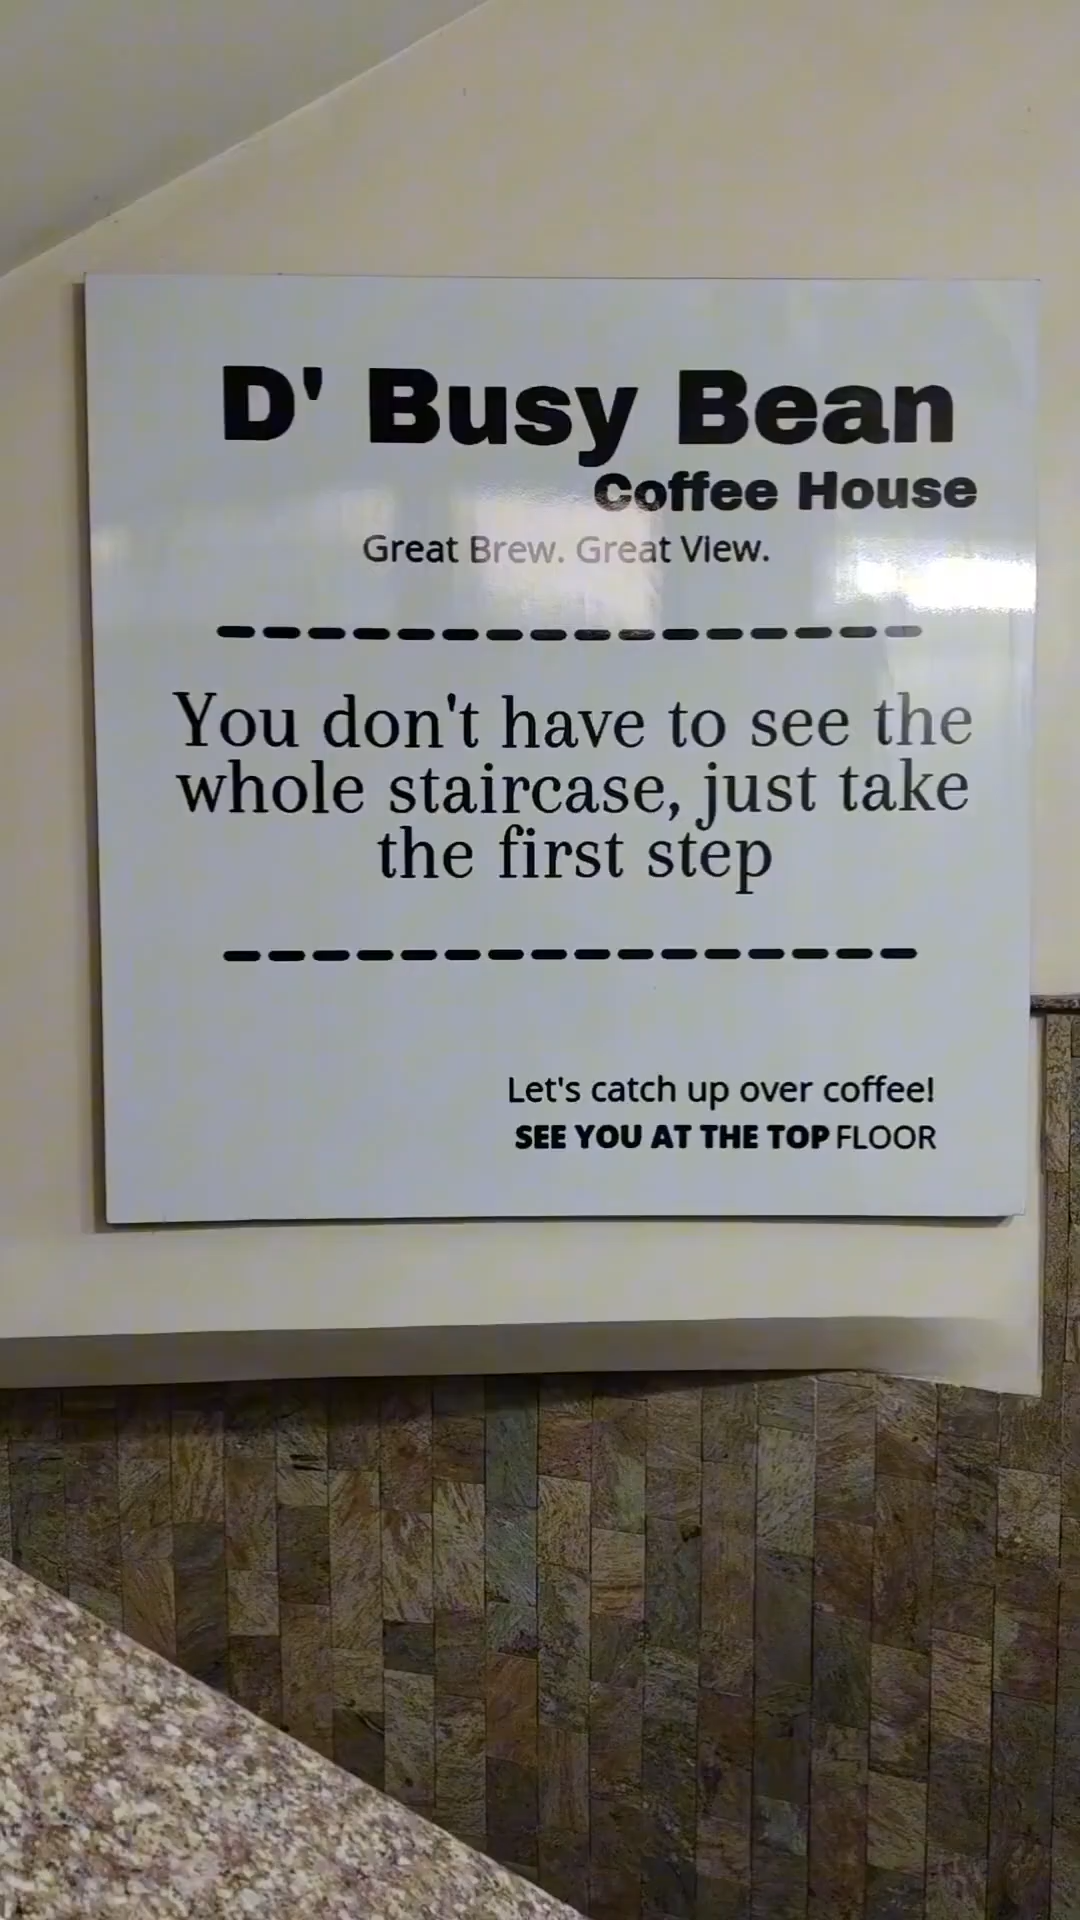 D' Busy Bean
Coffee House
Great Brew. Great View.
You don't have to see the
whole staircase, just take
the first step
Let's catch up over coffee!
SEE YOU AT THE TOP FLOOR